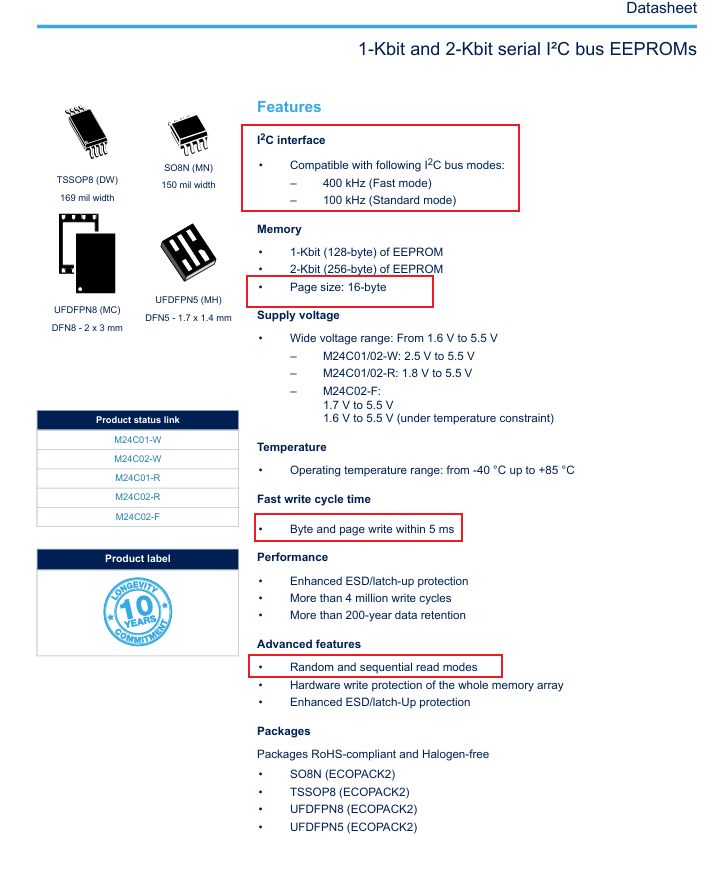 Datasheet
1-Kbit and 2-Kbit serial I²C bus EEPROMs
TSSOP8 (DW)
169 mil width
SO8N (MN)
150 mil width
UFDFPN8 (MC)
DFN8 - 2 x 3 mm
UFDFPN5 (MH)
DFN5 - 1.7 x 1.4 mm
Product status link
M24C01-W
M24C02-W
M24C01-R
M24C02-R
M24C02-F
Product label
LONGEVITY
10
YEARS
COMMITMENT
Features
I²C interface
• Compatible with following I²C bus modes:
– 400 kHz (Fast mode)
– 100 kHz (Standard mode)
Memory
• 1-Kbit (128-byte) of EEPROM
• 2-Kbit (256-byte) of EEPROM
• Page size: 16-byte
Supply voltage
• Wide voltage range: From 1.6 V to 5.5 V
– M24C01/02-W: 2.5 V to 5.5 V
– M24C01/02-R: 1.8 V to 5.5 V
– M24C02-F:
1.7 V to 5.5 V
1.6 V to 5.5 V (under temperature constraint)
Temperature
• Operating temperature range: from -40 °C up to +85 °C
Fast write cycle time
• Byte and page write within 5 ms
Performance
• Enhanced ESD/latch-up protection
• More than 4 million write cycles
• More than 200-year data retention
Advanced features
• Random and sequential read modes
• Hardware write protection of the whole memory array
• Enhanced ESD/latch-Up protection
Packages
Packages RoHS-compliant and Halogen-free
• SO8N (ECOPACK2)
• TSSOP8 (ECOPACK2)
• UFDFPN8 (ECOPACK2)
• UFDFPN5 (ECOPACK2)